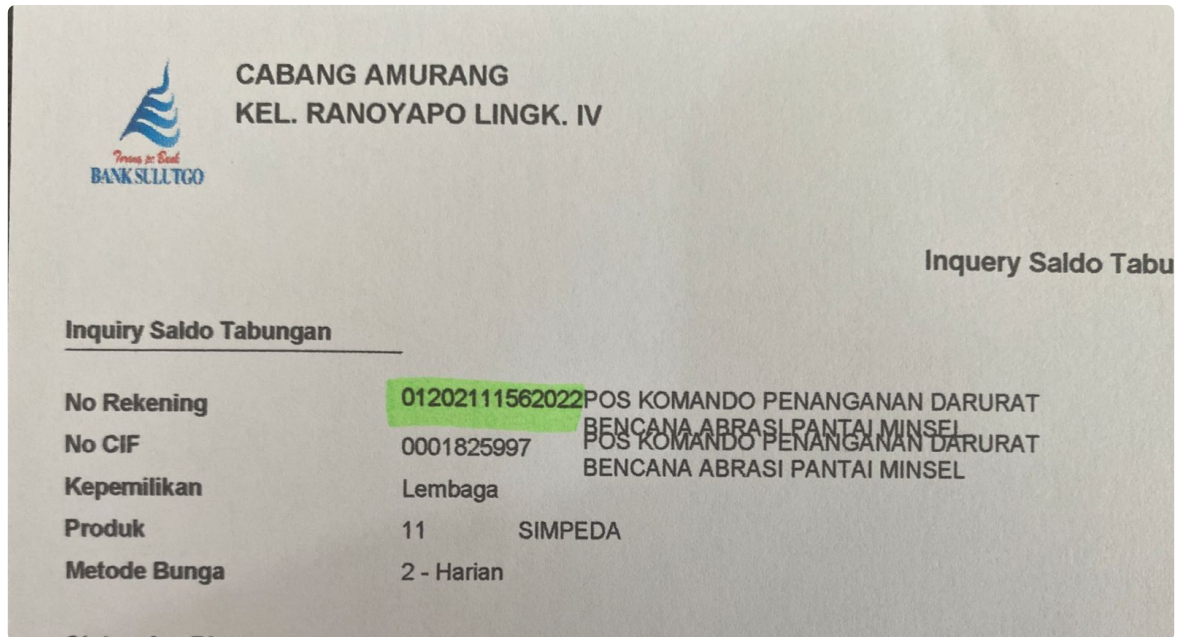 CABANG AMURANG
KEL. RANOYAPO LINGK. IV
Torang pe Bank
BANK SULUTGO
Inquery Saldo Tabu
Inquiry Saldo Tabungan
No Rekening 01202111562022 POS KOMANDO PENANGANAN DARURAT
BENCANA ABRASI PANTAI MINSEL
No CIF 0001825997 POS KOMANDO PENANGANAN DARURAT
BENCANA ABRASI PANTAI MINSEL
Kepemilikan Lembaga
Produk 11 SIMPEDA
Metode Bunga 2 - Harian